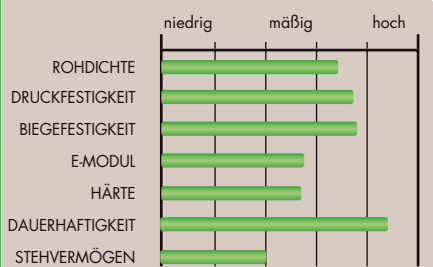 niedrig mäßig hoch
ROHDICHTE
DRUCKFESTIGKEIT
BIEGEFESTIGKEIT
E-MODUL
HÄRTE
DAUERHAFTIGKEIT
STEHVERMÖGEN